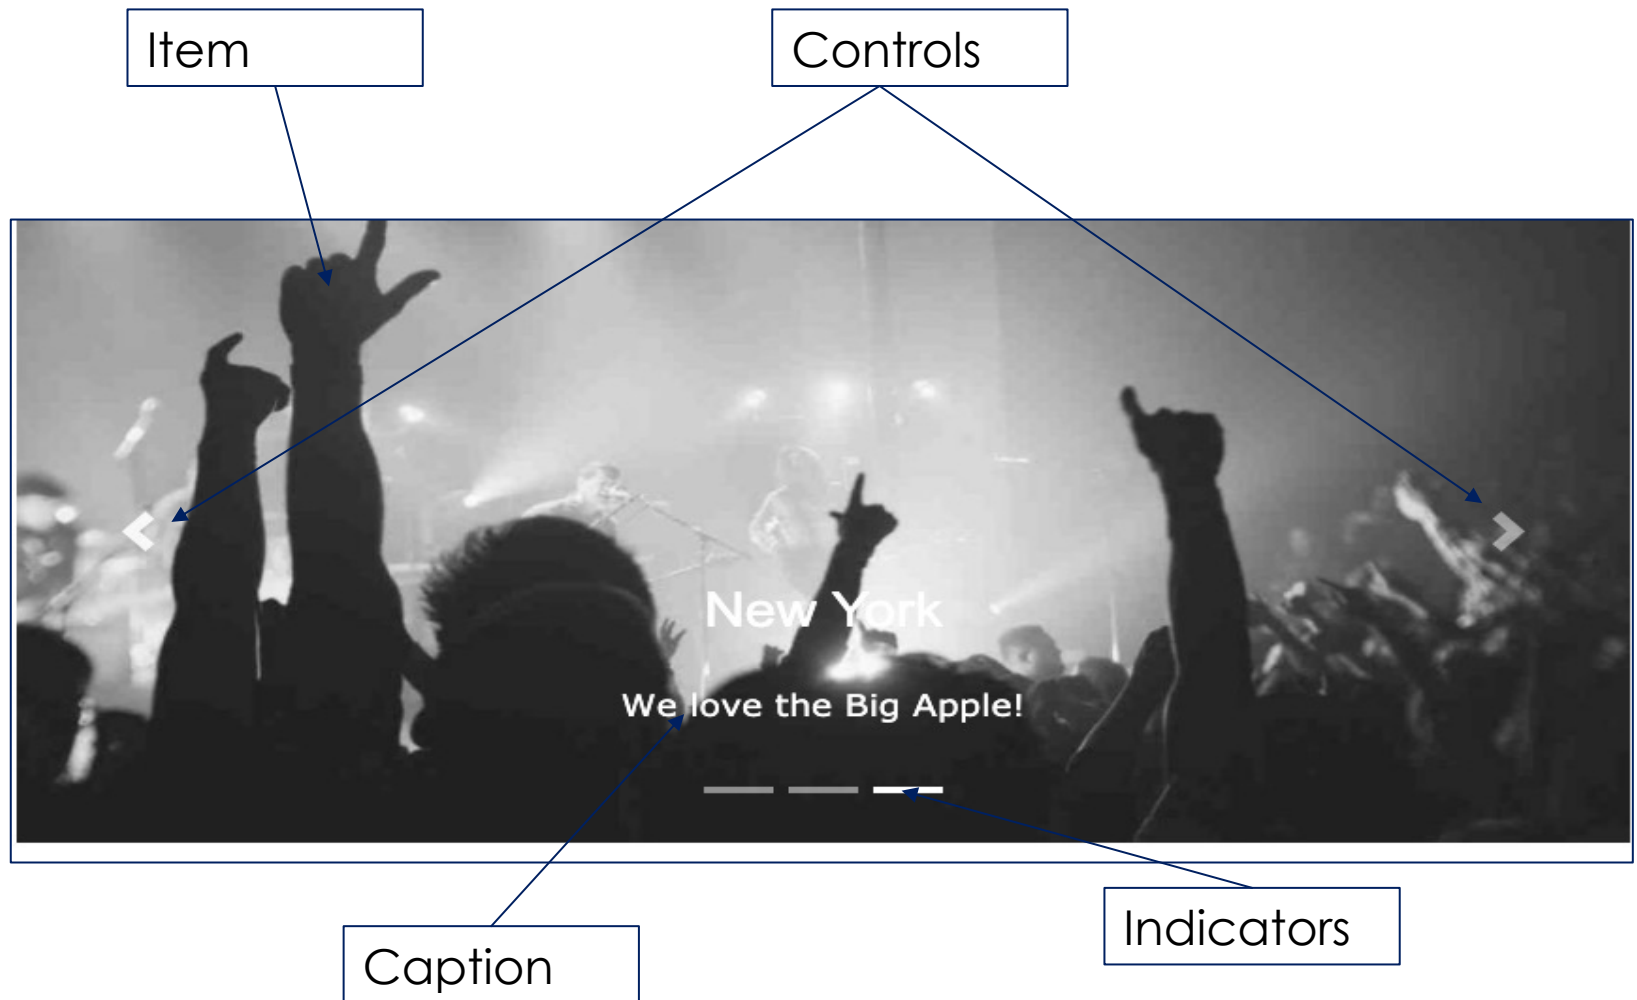 Item
Controls
New York
We love the Big Apple!
Indicators
Caption